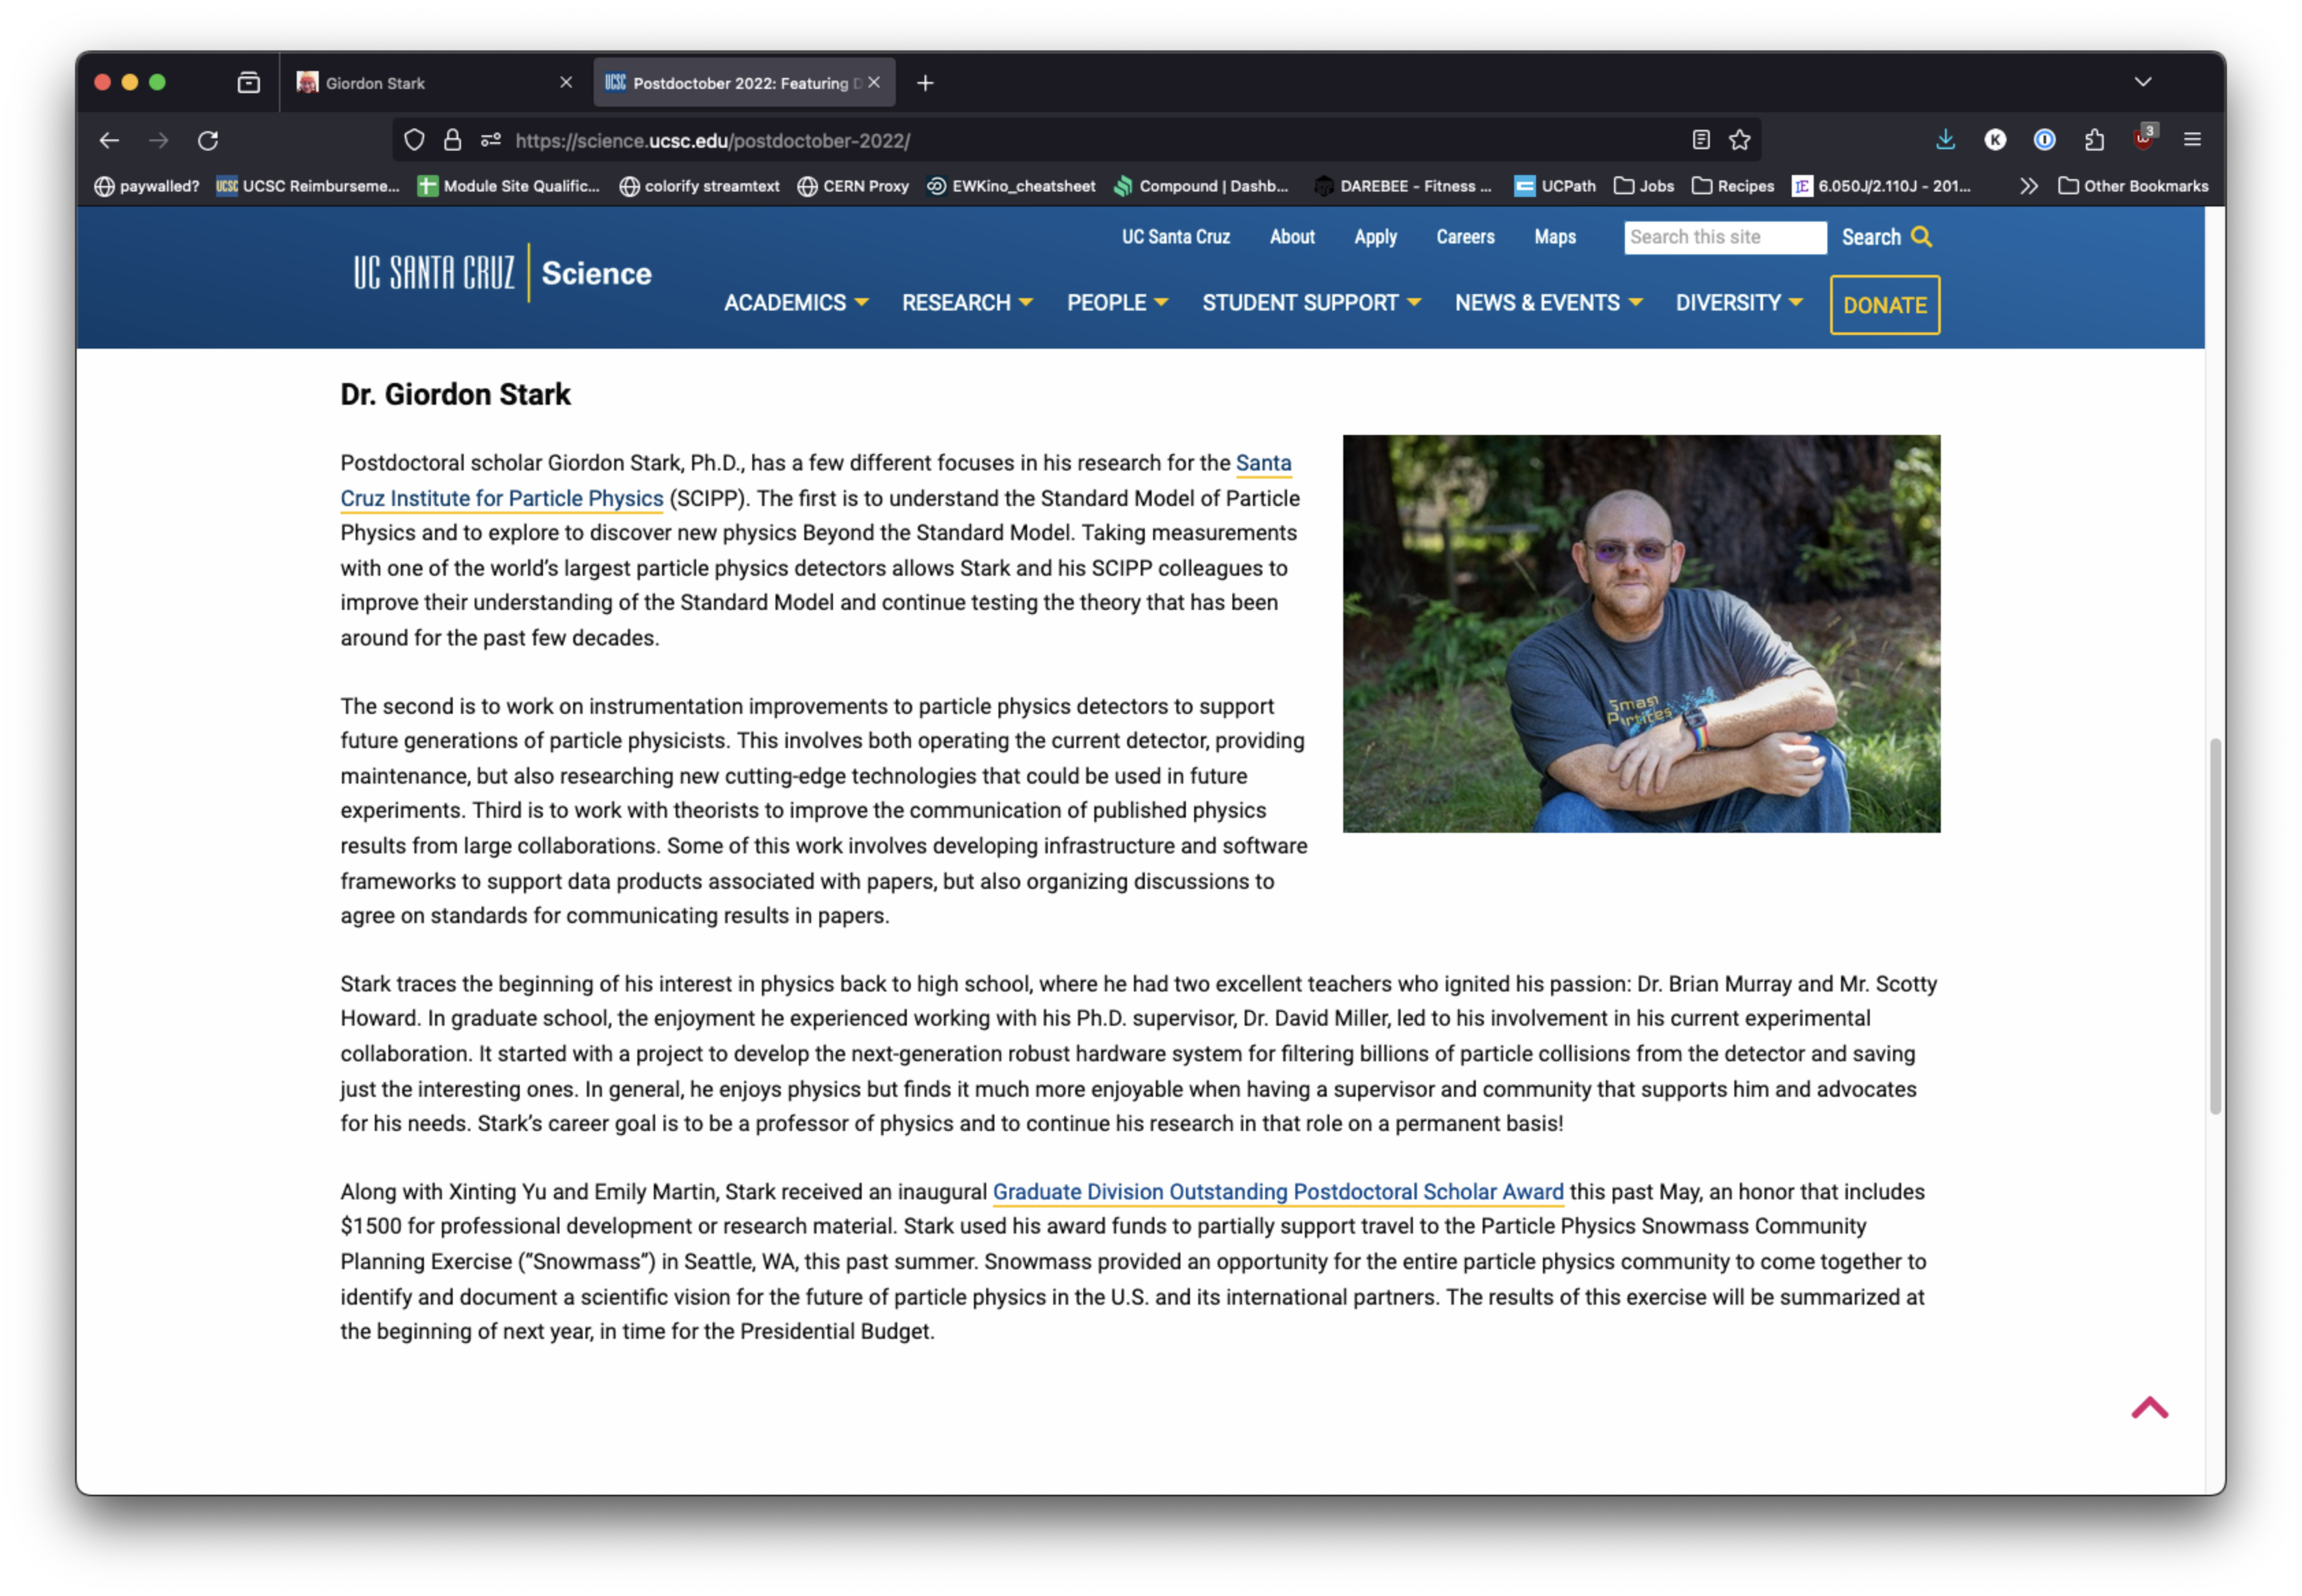 Giordon Stark
Postdoctober 2022: Featuring D
https://science.ucsc.edu/postdoctober-2022/
3
paywalled? UCSC UCSC Reimburseme... Module Site Qualific... colorify streamtext CERN Proxy EWKino_cheatsheet Compound | Dashb... DAREBEE - Fitness ... UCPath Jobs Recipes 6.050J/2.110J - 201... Other Bookmarks
UC Santa Cruz About Apply Careers Maps Search this site Search
UC SANTA CRUZ Science
ACADEMICS RESEARCH PEOPLE STUDENT SUPPORT NEWS & EVENTS DIVERSITY DONATE
Dr. Giordon Stark
Postdoctoral scholar Giordon Stark, Ph.D., has a few different focuses in his research for the Santa
Cruz Institute for Particle Physics (SCIPP). The first is to understand the Standard Model of Particle
Physics and to explore to discover new physics Beyond the Standard Model. Taking measurements
with one of the world’s largest particle physics detectors allows Stark and his SCIPP colleagues to
improve their understanding of the Standard Model and continue testing the theory that has been
around for the past few decades.
The second is to work on instrumentation improvements to particle physics detectors to support
future generations of particle physicists. This involves both operating the current detector, providing
maintenance, but also researching new cutting-edge technologies that could be used in future
experiments. Third is to work with theorists to improve the communication of published physics
results from large collaborations. Some of this work involves developing infrastructure and software
frameworks to support data products associated with papers, but also organizing discussions to
agree on standards for communicating results in papers.
Stark traces the beginning of his interest in physics back to high school, where he had two excellent teachers who ignited his passion: Dr. Brian Murray and Mr. Scotty
Howard. In graduate school, the enjoyment he experienced working with his Ph.D. supervisor, Dr. David Miller, led to his involvement in his current experimental
collaboration. It started with a project to develop the next-generation robust hardware system for filtering billions of particle collisions from the detector and saving
just the interesting ones. In general, he enjoys physics but finds it much more enjoyable when having a supervisor and community that supports him and advocates
for his needs. Stark’s career goal is to be a professor of physics and to continue his research in that role on a permanent basis!
Along with Xinting Yu and Emily Martin, Stark received an inaugural Graduate Division Outstanding Postdoctoral Scholar Award this past May, an honor that includes
$1500 for professional development or research material. Stark used his award funds to partially support travel to the Particle Physics Snowmass Community
Planning Exercise (“Snowmass”) in Seattle, WA, this past summer. Snowmass provided an opportunity for the entire particle physics community to come together to
identify and document a scientific vision for the future of particle physics in the U.S. and its international partners. The results of this exercise will be summarized at
the beginning of next year, in time for the Presidential Budget.